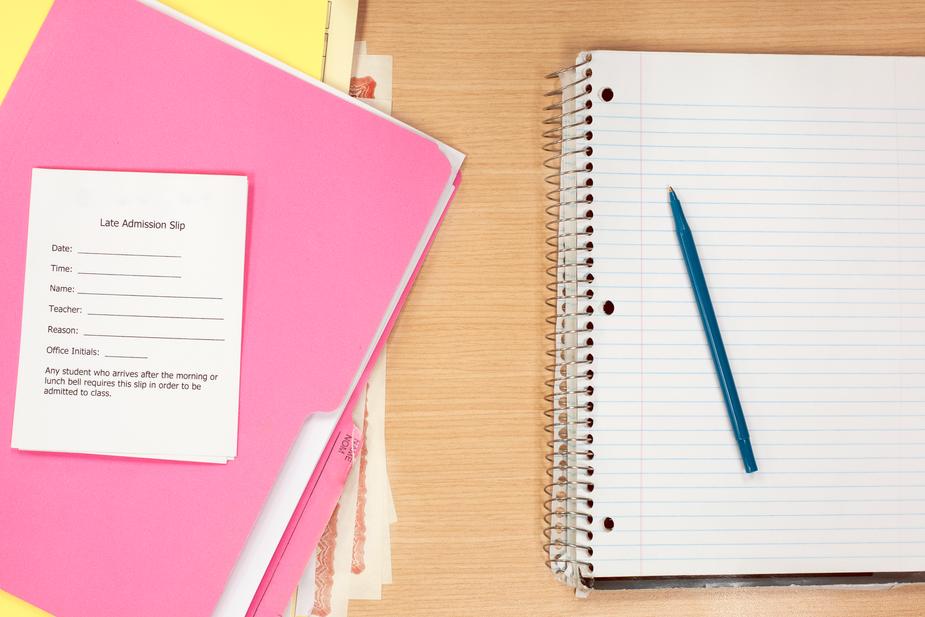 Late Admission Slip
Date: ____________________
Time: ____________________
Name: ____________________________
Teacher: ___________________________
Reason: ___________________________
Office Initials: ________
Any student who arrives after the morning or
lunch bell requires this slip in order to be
admitted to class.
NAME
NOM